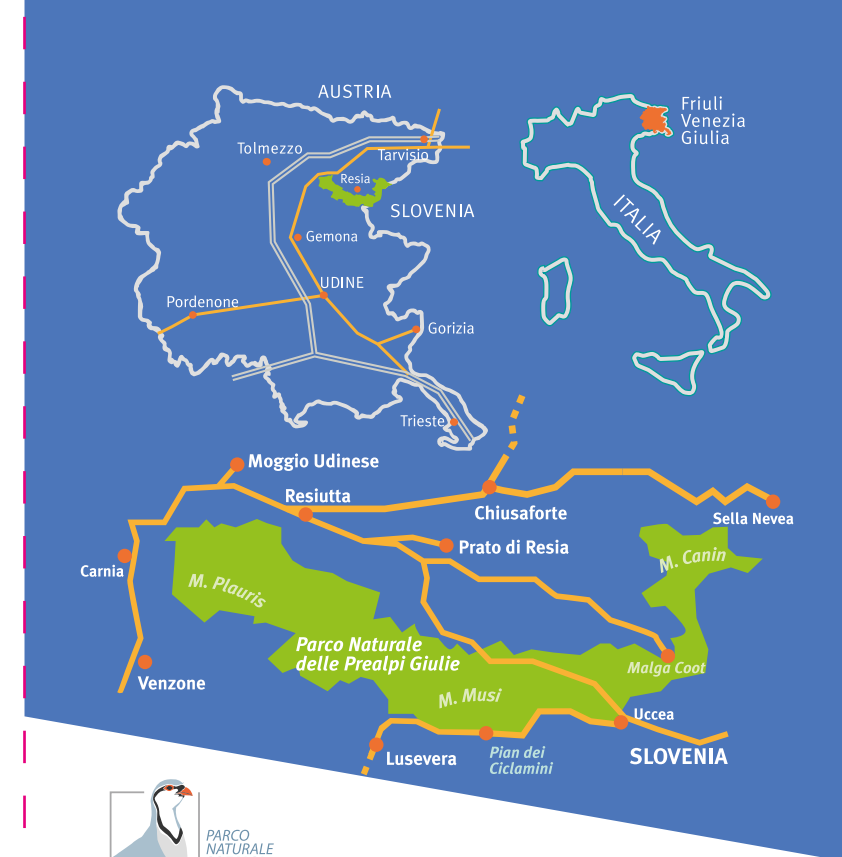 AUSTRIA
Tolmezzo
Tarvisio
Resia
SLOVENIA
Gemona
UDINE
Pordenone
Gorizia
Trieste
Friuli
Venezia
Giulia
ITALIA
Moggio Udinese
Resiutta
Chiusaforte
Sella Nevea
Prato di Resia
Carnia
M. Canin
M. Plauris
Parco Naturale
delle Prealpi Giulie
Malga Coot
Venzone
M. Musi
Uccea
Lusevera
Pian dei
Ciclamini
SLOVENIA
PARCO
NATURALE